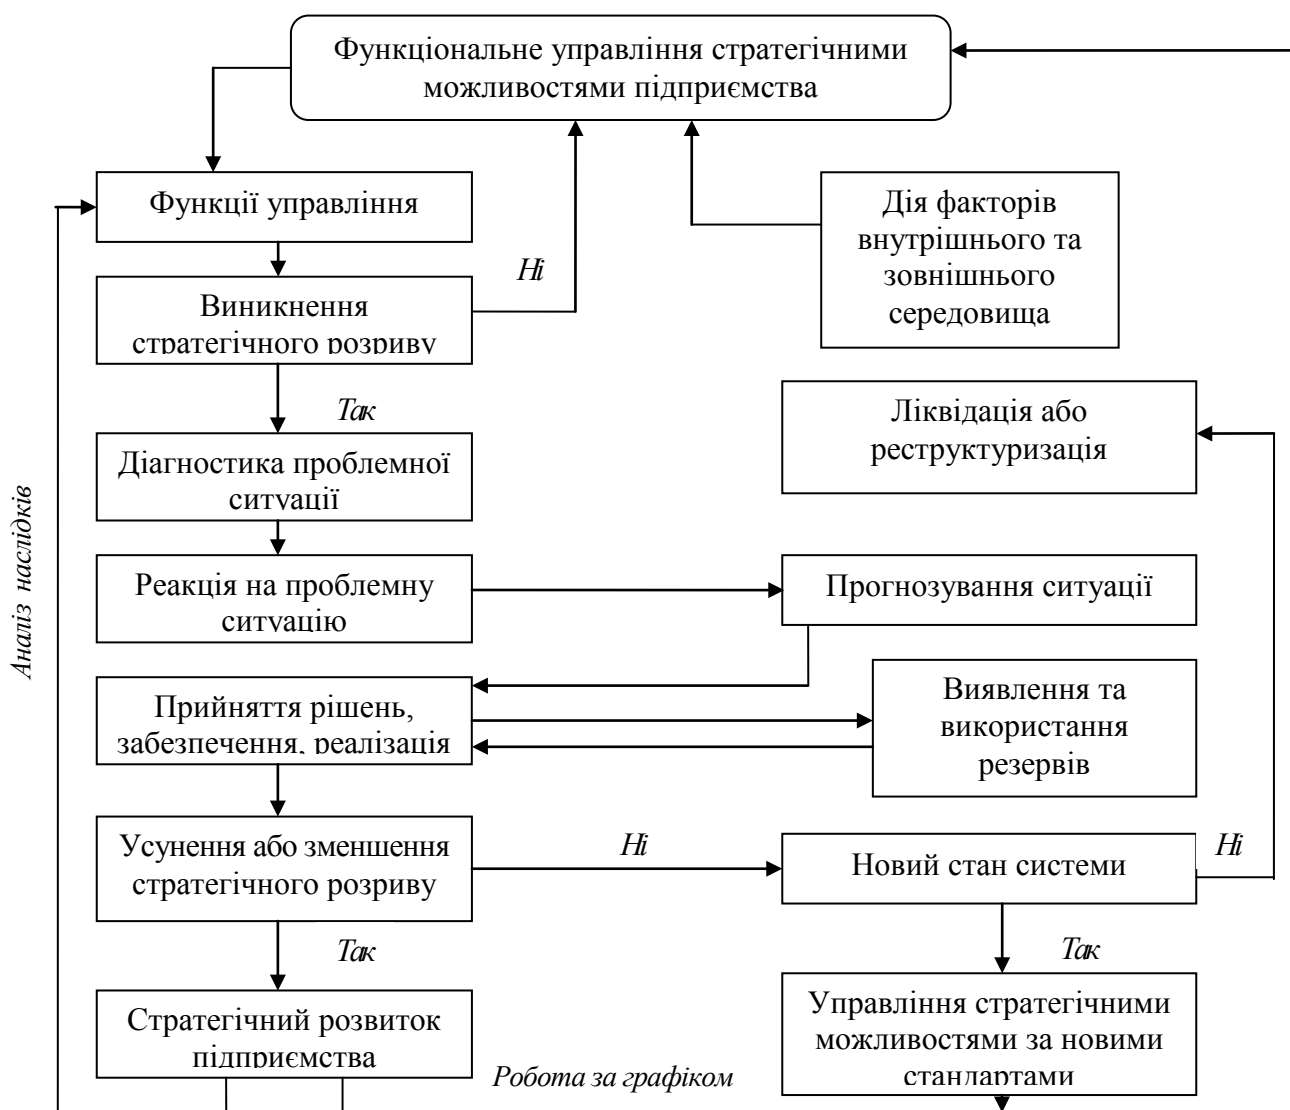 Функціональне управління стратегічними
можливостями підприємства
Функції управління
Дія факторів
внутрішнього та
зовнішнього
середовища
Ні
Виникнення
стратегічного розриву
Так
Ліквідація або
реструктуризація
Діагностика проблемної
ситуації
Аналіз наслідків
Реакція на проблемну
ситуацію
Прогнозування ситуації
Прийняття рішень,
забезпечення, реалізація
Виявлення та
використання
резервів
Усунення або зменшення
стратегічного розриву
Ні
Новий стан системи
Ні
Так
Так
Стратегічний розвиток
підприємства
Управління стратегічними
можливостями за новими
стандартами
Робота за графіком